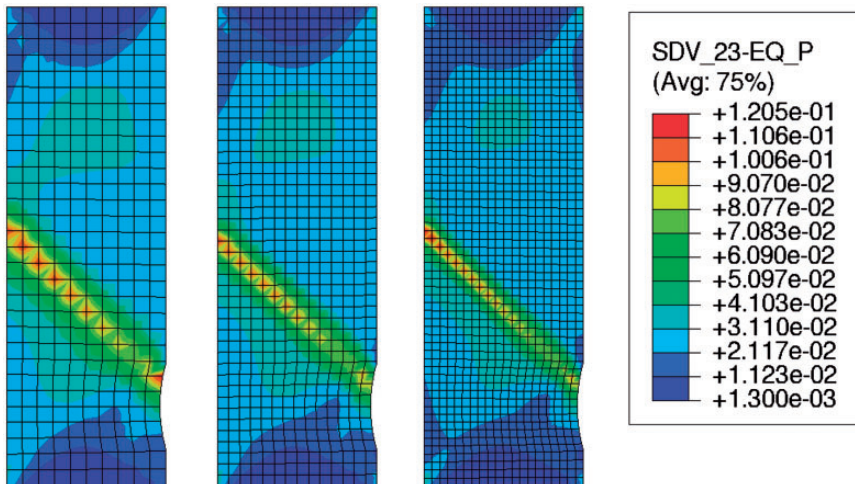 SDV_23-EQ_P
(Avg: 75%)
+1.205e-01
+1.106e-01
+1.006e-01
+9.070e-02
+8.077e-02
+7.083e-02
+6.090e-02
+5.097e-02
+4.103e-02
+3.110e-02
+2.117e-02
+1.123e-02
+1.300e-03